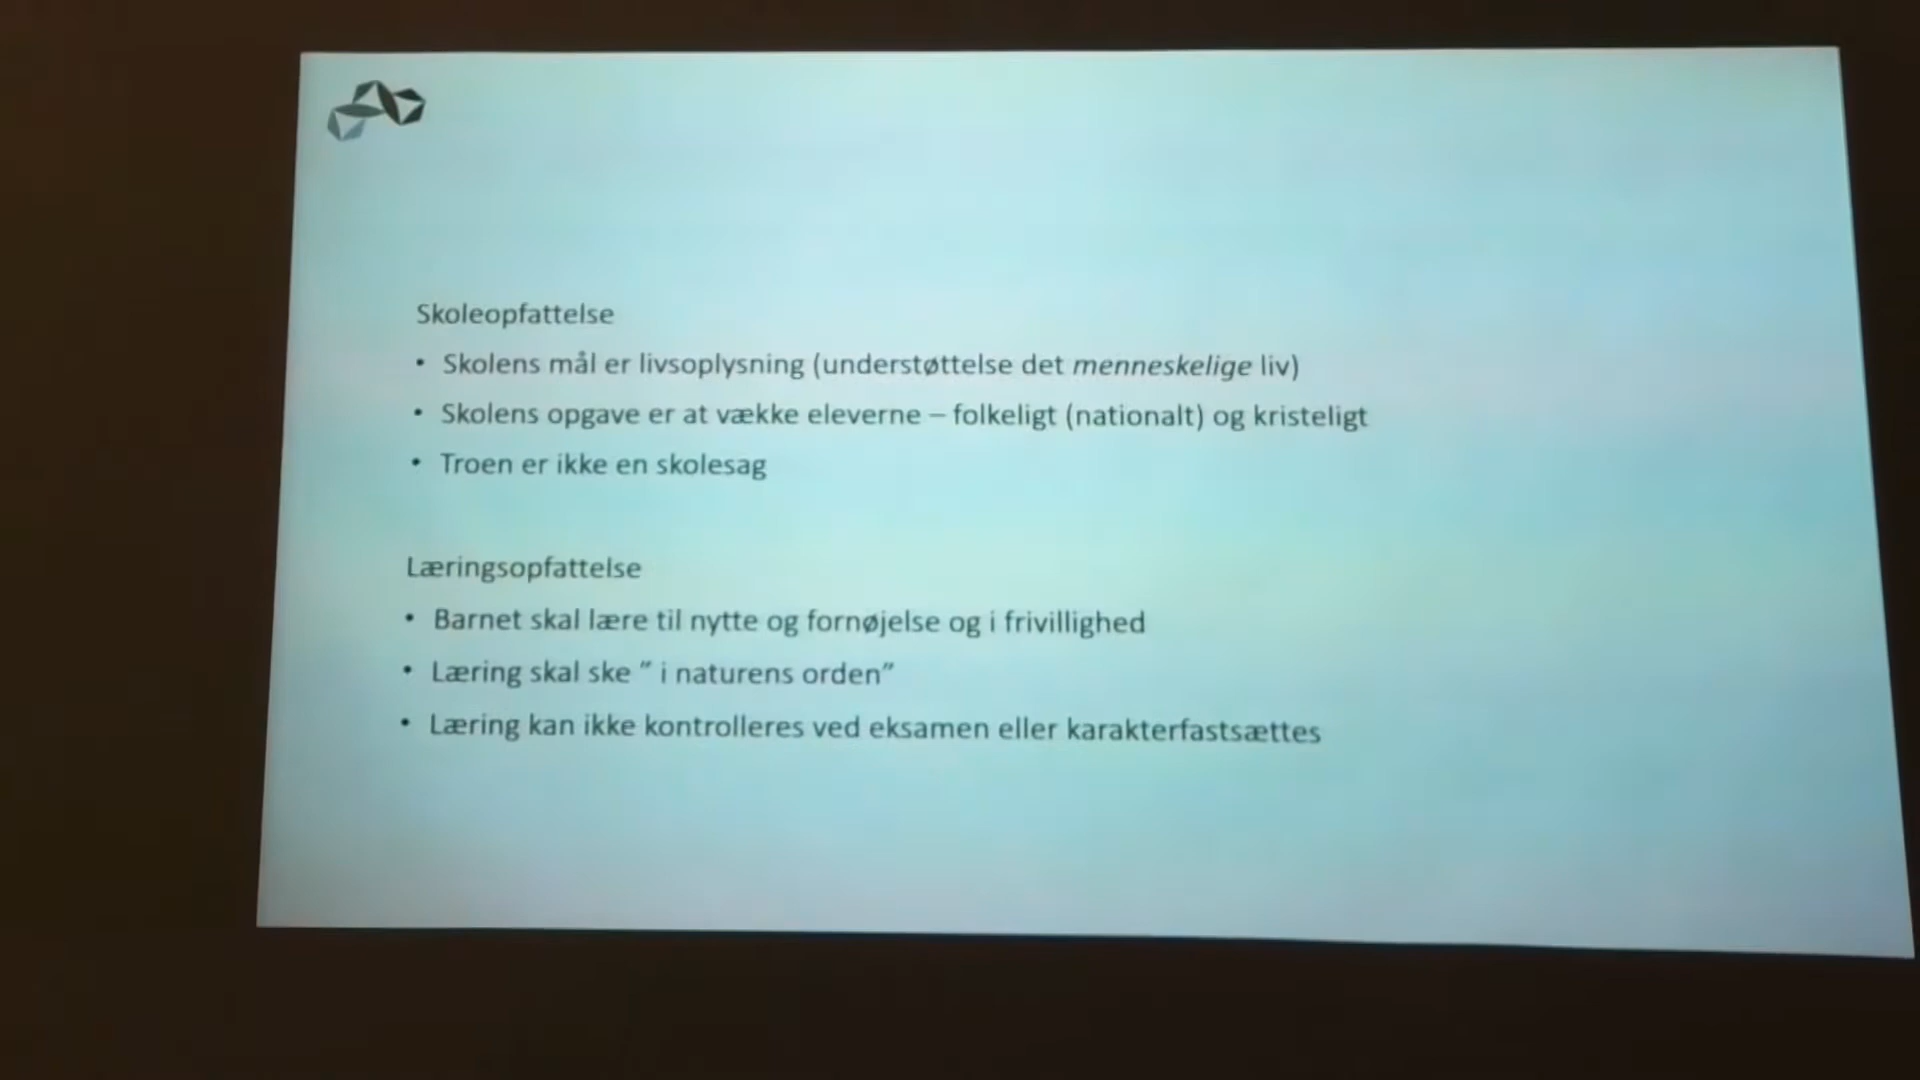 Skoleopfattelse
• Skolens mål er livsoplysning (understøttelse det menneskelige liv)
• Skolens opgave er at vække eleverne – folkeligt (nationalt) og kristeligt
• Troen er ikke en skolesag
Læringsopfattelse
• Barnet skal lære til nytte og fornøjelse og i frivillighed
• Læring skal ske ” i naturens orden”
• Læring kan ikke kontrolleres ved eksamen eller karakterfastsættes